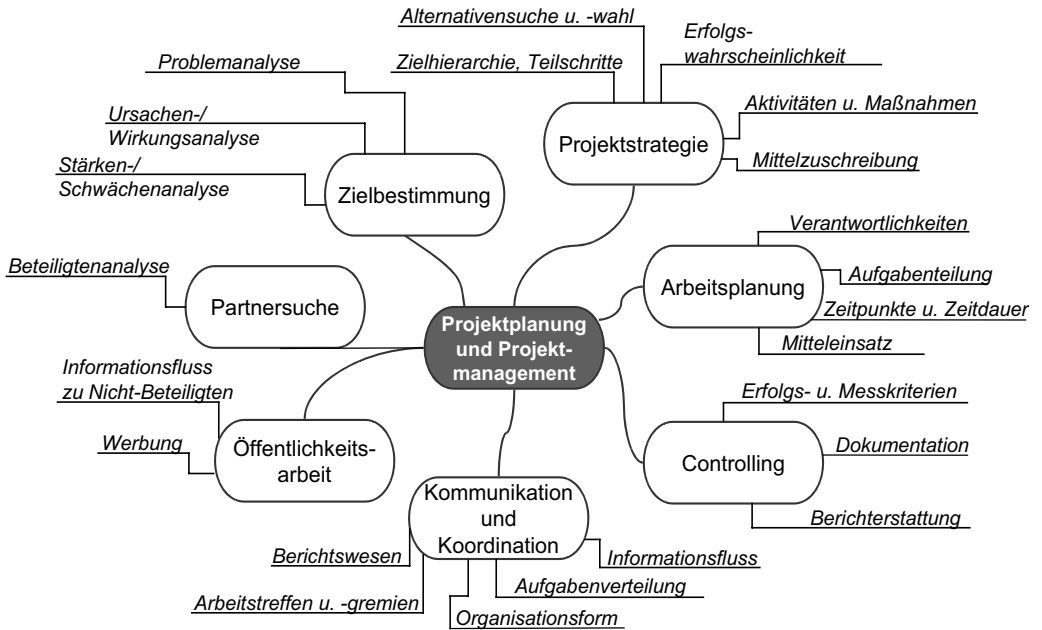 Alternativensuche u. -wahl
Erfolgs-
wahrscheinlichkeit
Problemanalyse
Zielhierarchie, Teilschritte
Aktivitäten u. Maßnahmen
Ursachen-/
Wirkungsanalyse
Projektstrategie
Mittelzuschreibung
Stärken-/
Schwächenanalyse
Zielbestimmung
Verantwortlichkeiten
Beteiligtenanalyse
Partnersuche
Arbeitsplanung
Aufgabenteilung
Zeitpunkte u. Zeitdauer
Mitteleinsatz
Projektplanung
und Projekt-
management
Informationsfluss
zu Nicht-Beteiligten
Werbung
Öffentlichkeits-
arbeit
Erfolgs- u. Messkriterien
Dokumentation
Controlling
Berichterstattung
Kommunikation
und
Koordination
Berichtswesen
Informationsfluss
Arbeitstreffen u. -gremien
Aufgabenverteilung
Organisationsform